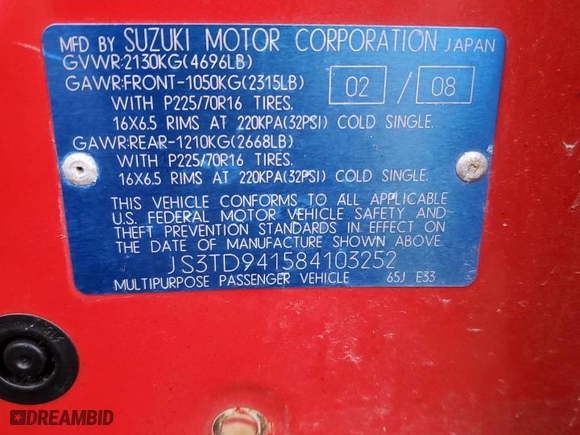 MFD BY SUZUKI MOTOR CORPORATION JAPAN
GVWR:2130KG(4696LB)
GAWR:FRONT-1050KG(2315LB) 02 / 08
WITH P225/70R16 TIRES.
16X6.5 RIMS AT 220KPA(32PSI) COLD SINGLE.
GAWR:REAR-1210KG(2668LB)
WITH P225/70R16 TIRES.
16X6.5 RIMS AT 220KPA(32PSI) COLD SINGLE.
THIS VEHICLE CONFORMS TO ALL APPLICABLE
U.S. FEDERAL MOTOR VEHICLE SAFETY AND
THEFT PREVENTION STANDARDS IN EFFECT ON
THE DATE OF MANUFACTURE SHOWN ABOVE.
JS3TD941584103252
MULTIPURPOSE PASSENGER VEHICLE 65J E33
DREAMBID